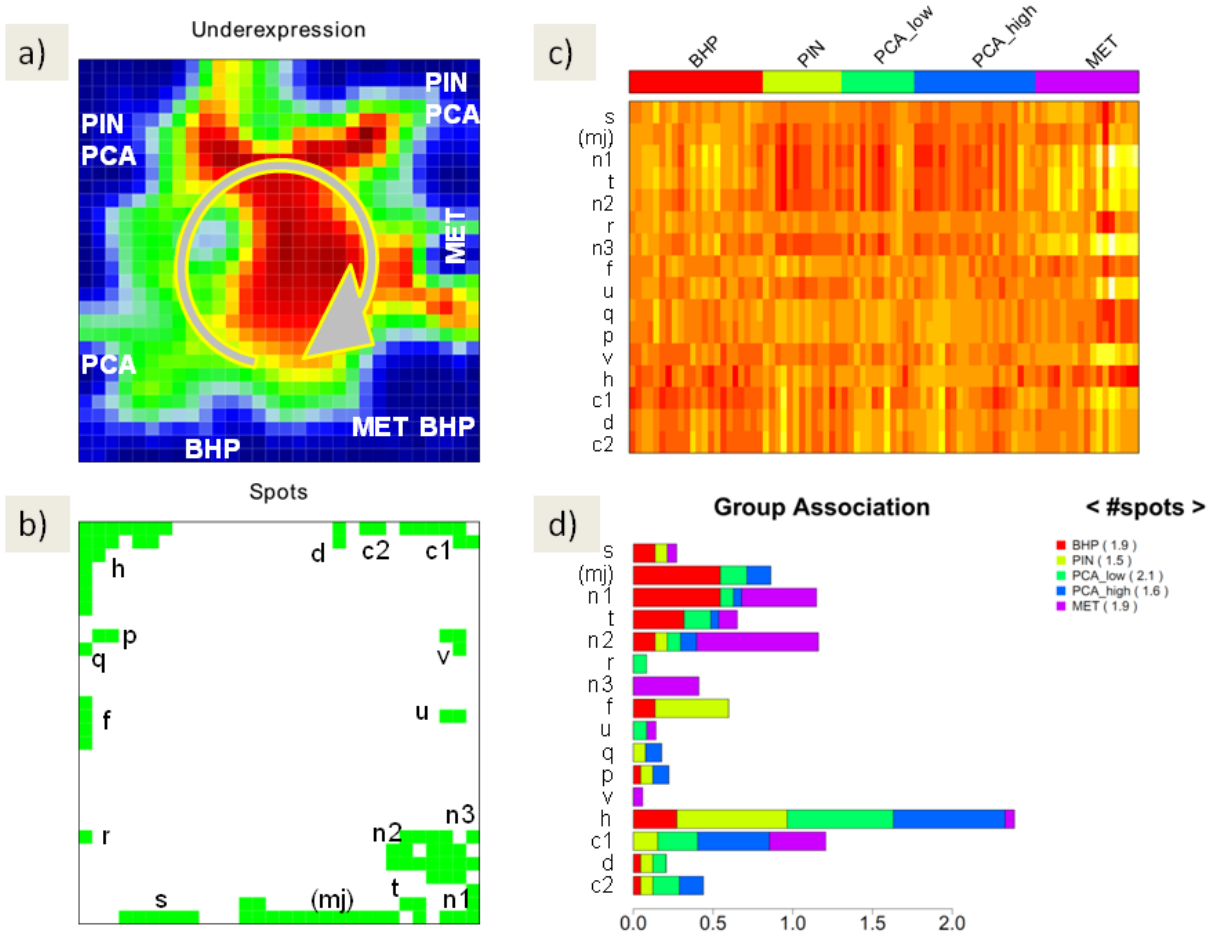 a)
Underexpression
PIN
PCA
PIN
PCA
MET
PCA
MET BHP
BHP
c)
BHP
PIN
PCA_low
PCA_high
MET
s
(mj)
n1
t
n2
r
n3
f
u
q
p
v
h
c1
d
c2
b)
Spots
d
c2
c1
h
p
q
v
f
u
n3
r
n2
t
s
(mj)
n1
d)
Group Association
< #spots >
BHP ( 1.9 )
PIN ( 1.5 )
PCA_low ( 2.1 )
PCA_high ( 1.6 )
MET ( 1.9 )
s
(mj)
n1
t
n2
r
n3
f
u
q
p
v
h
c1
d
c2
0.0 0.5 1.0 1.5 2.0